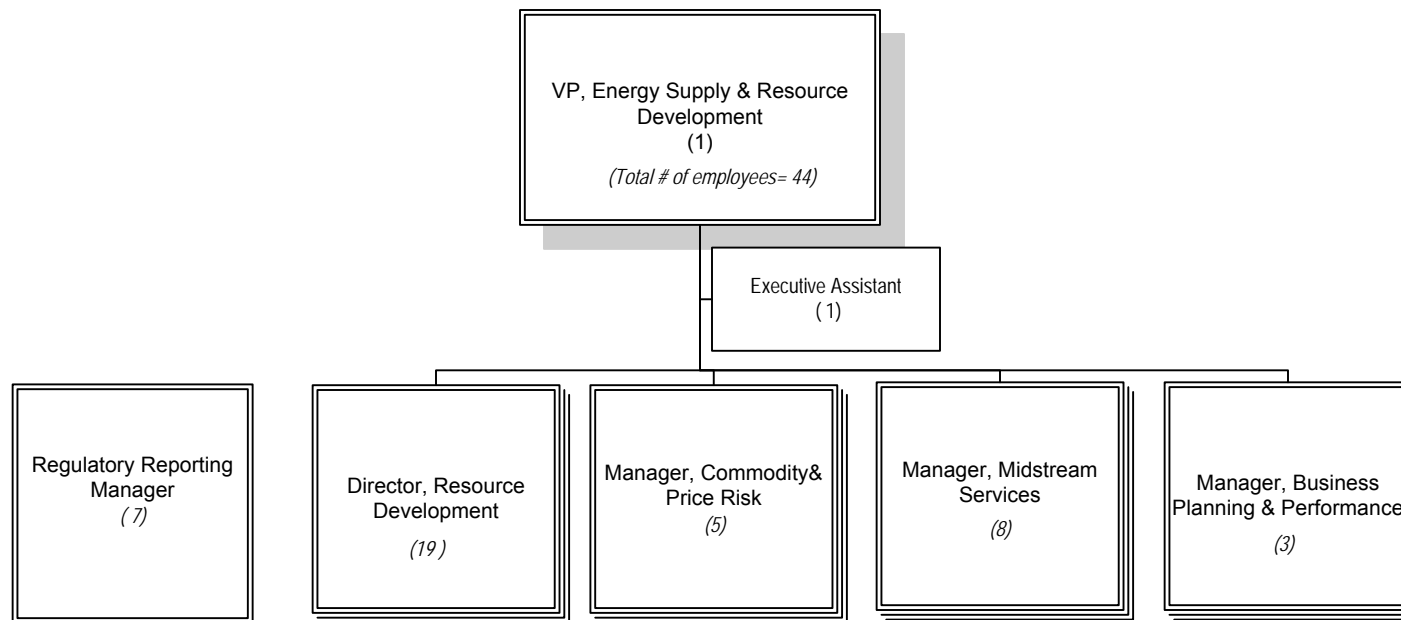 VP, Energy Supply & Resource
Development
(1)
(Total # of employees= 44)
Executive Assistant
( 1)
Regulatory Reporting
Manager
( 7)
Director, Resource
Development
(19 )
Manager, Commodity&
Price Risk
(5)
Manager, Midstream
Services
(8)
Manager, Business
Planning & Performance
(3)